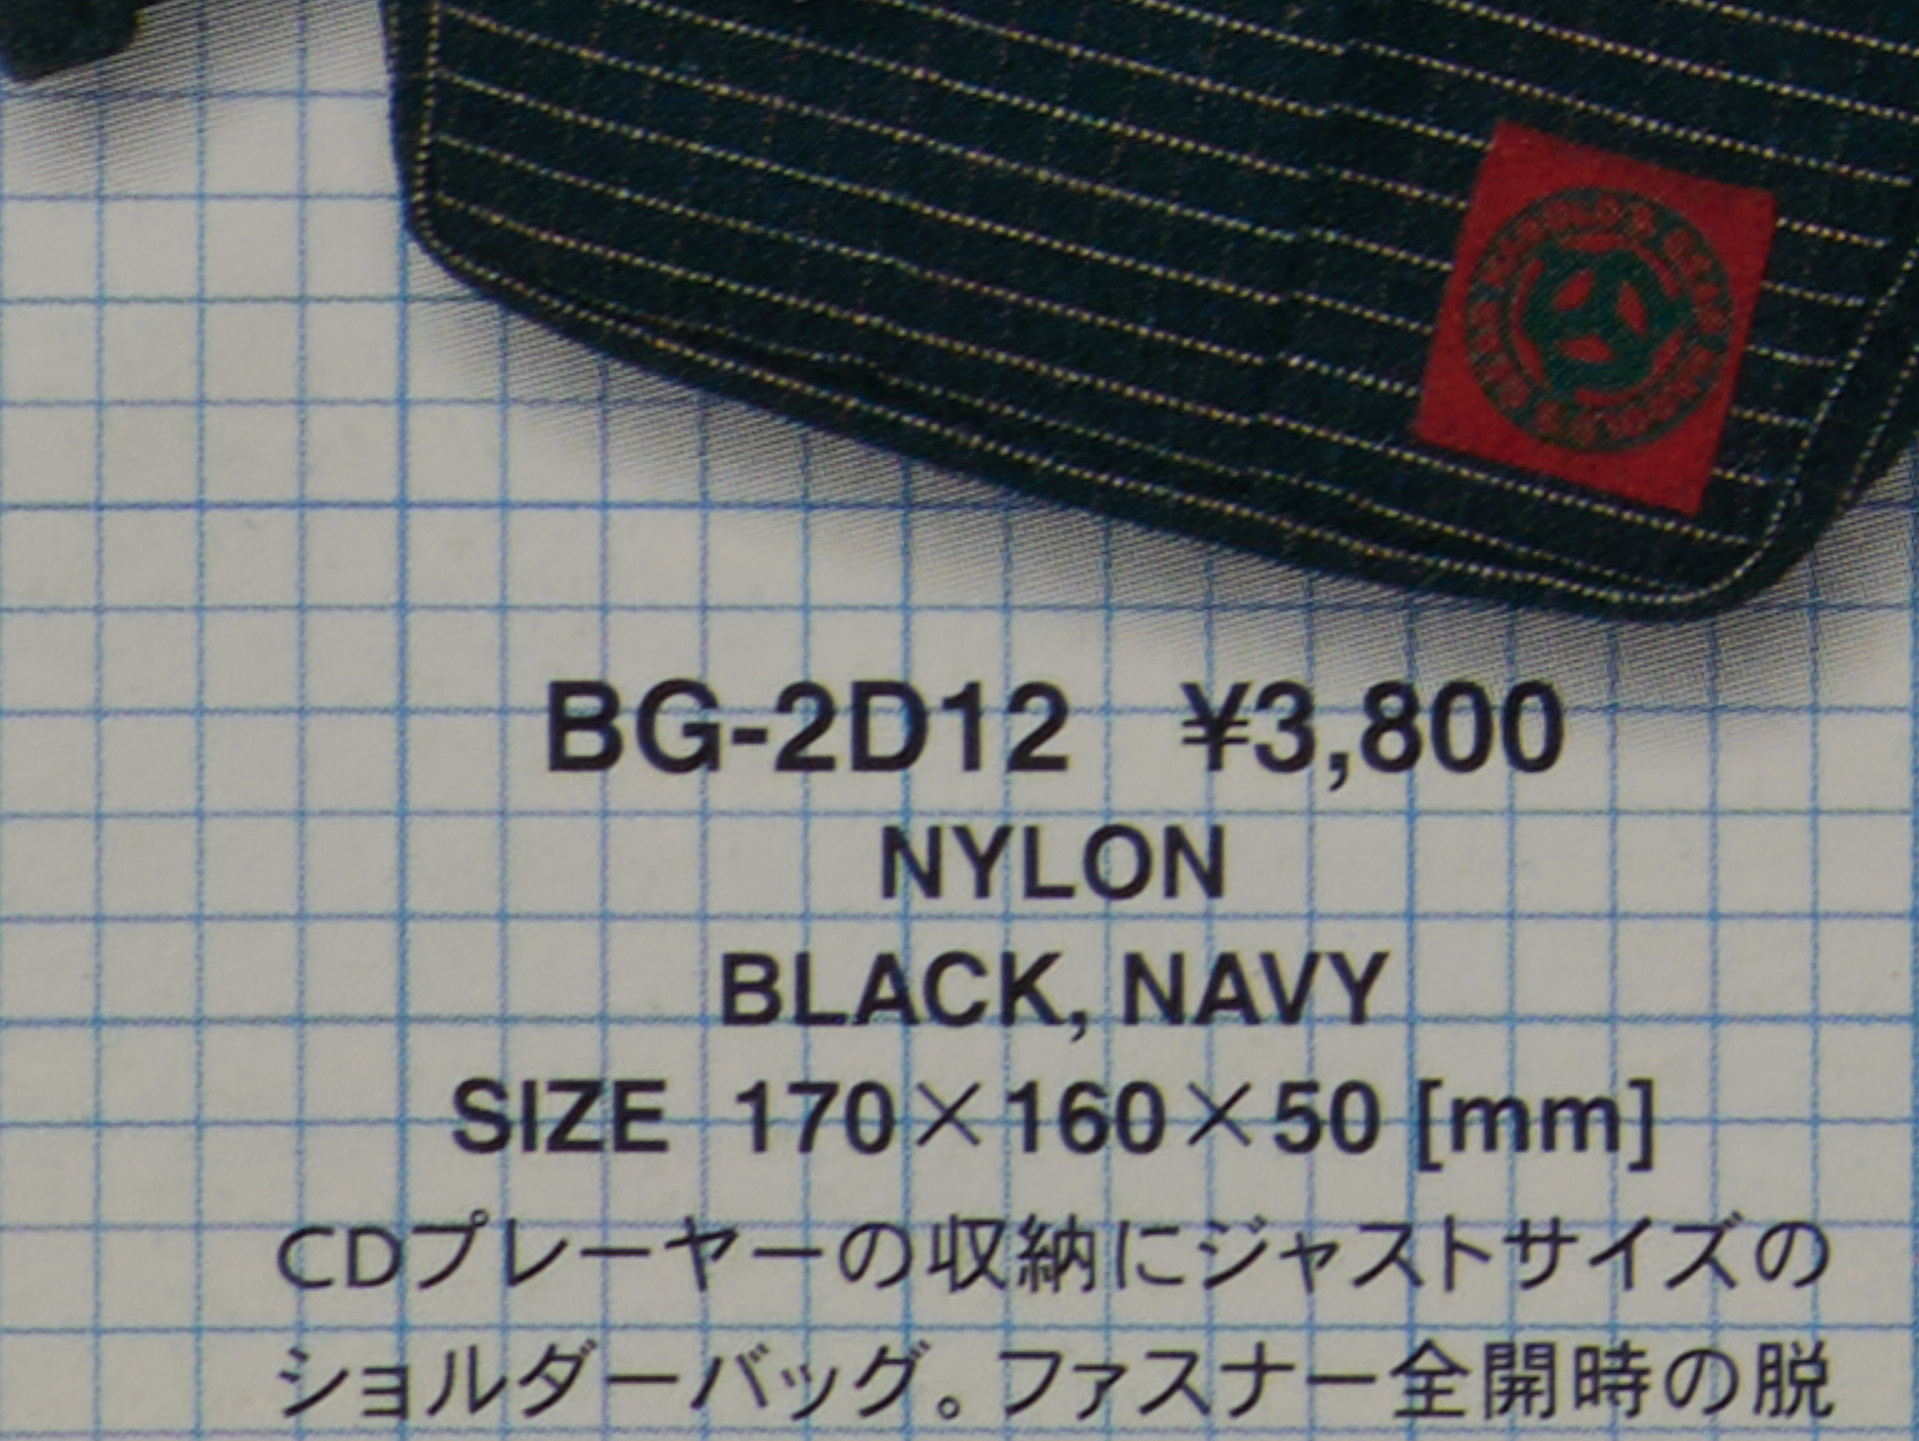 BG-2D12 ¥3,800
NYLON
BLACK, NAVY
SIZE 170×160×50 [mm]
CDプレーヤーの収納にジャストサイズの
ショルダーバッグ。ファスナー全開時の脱